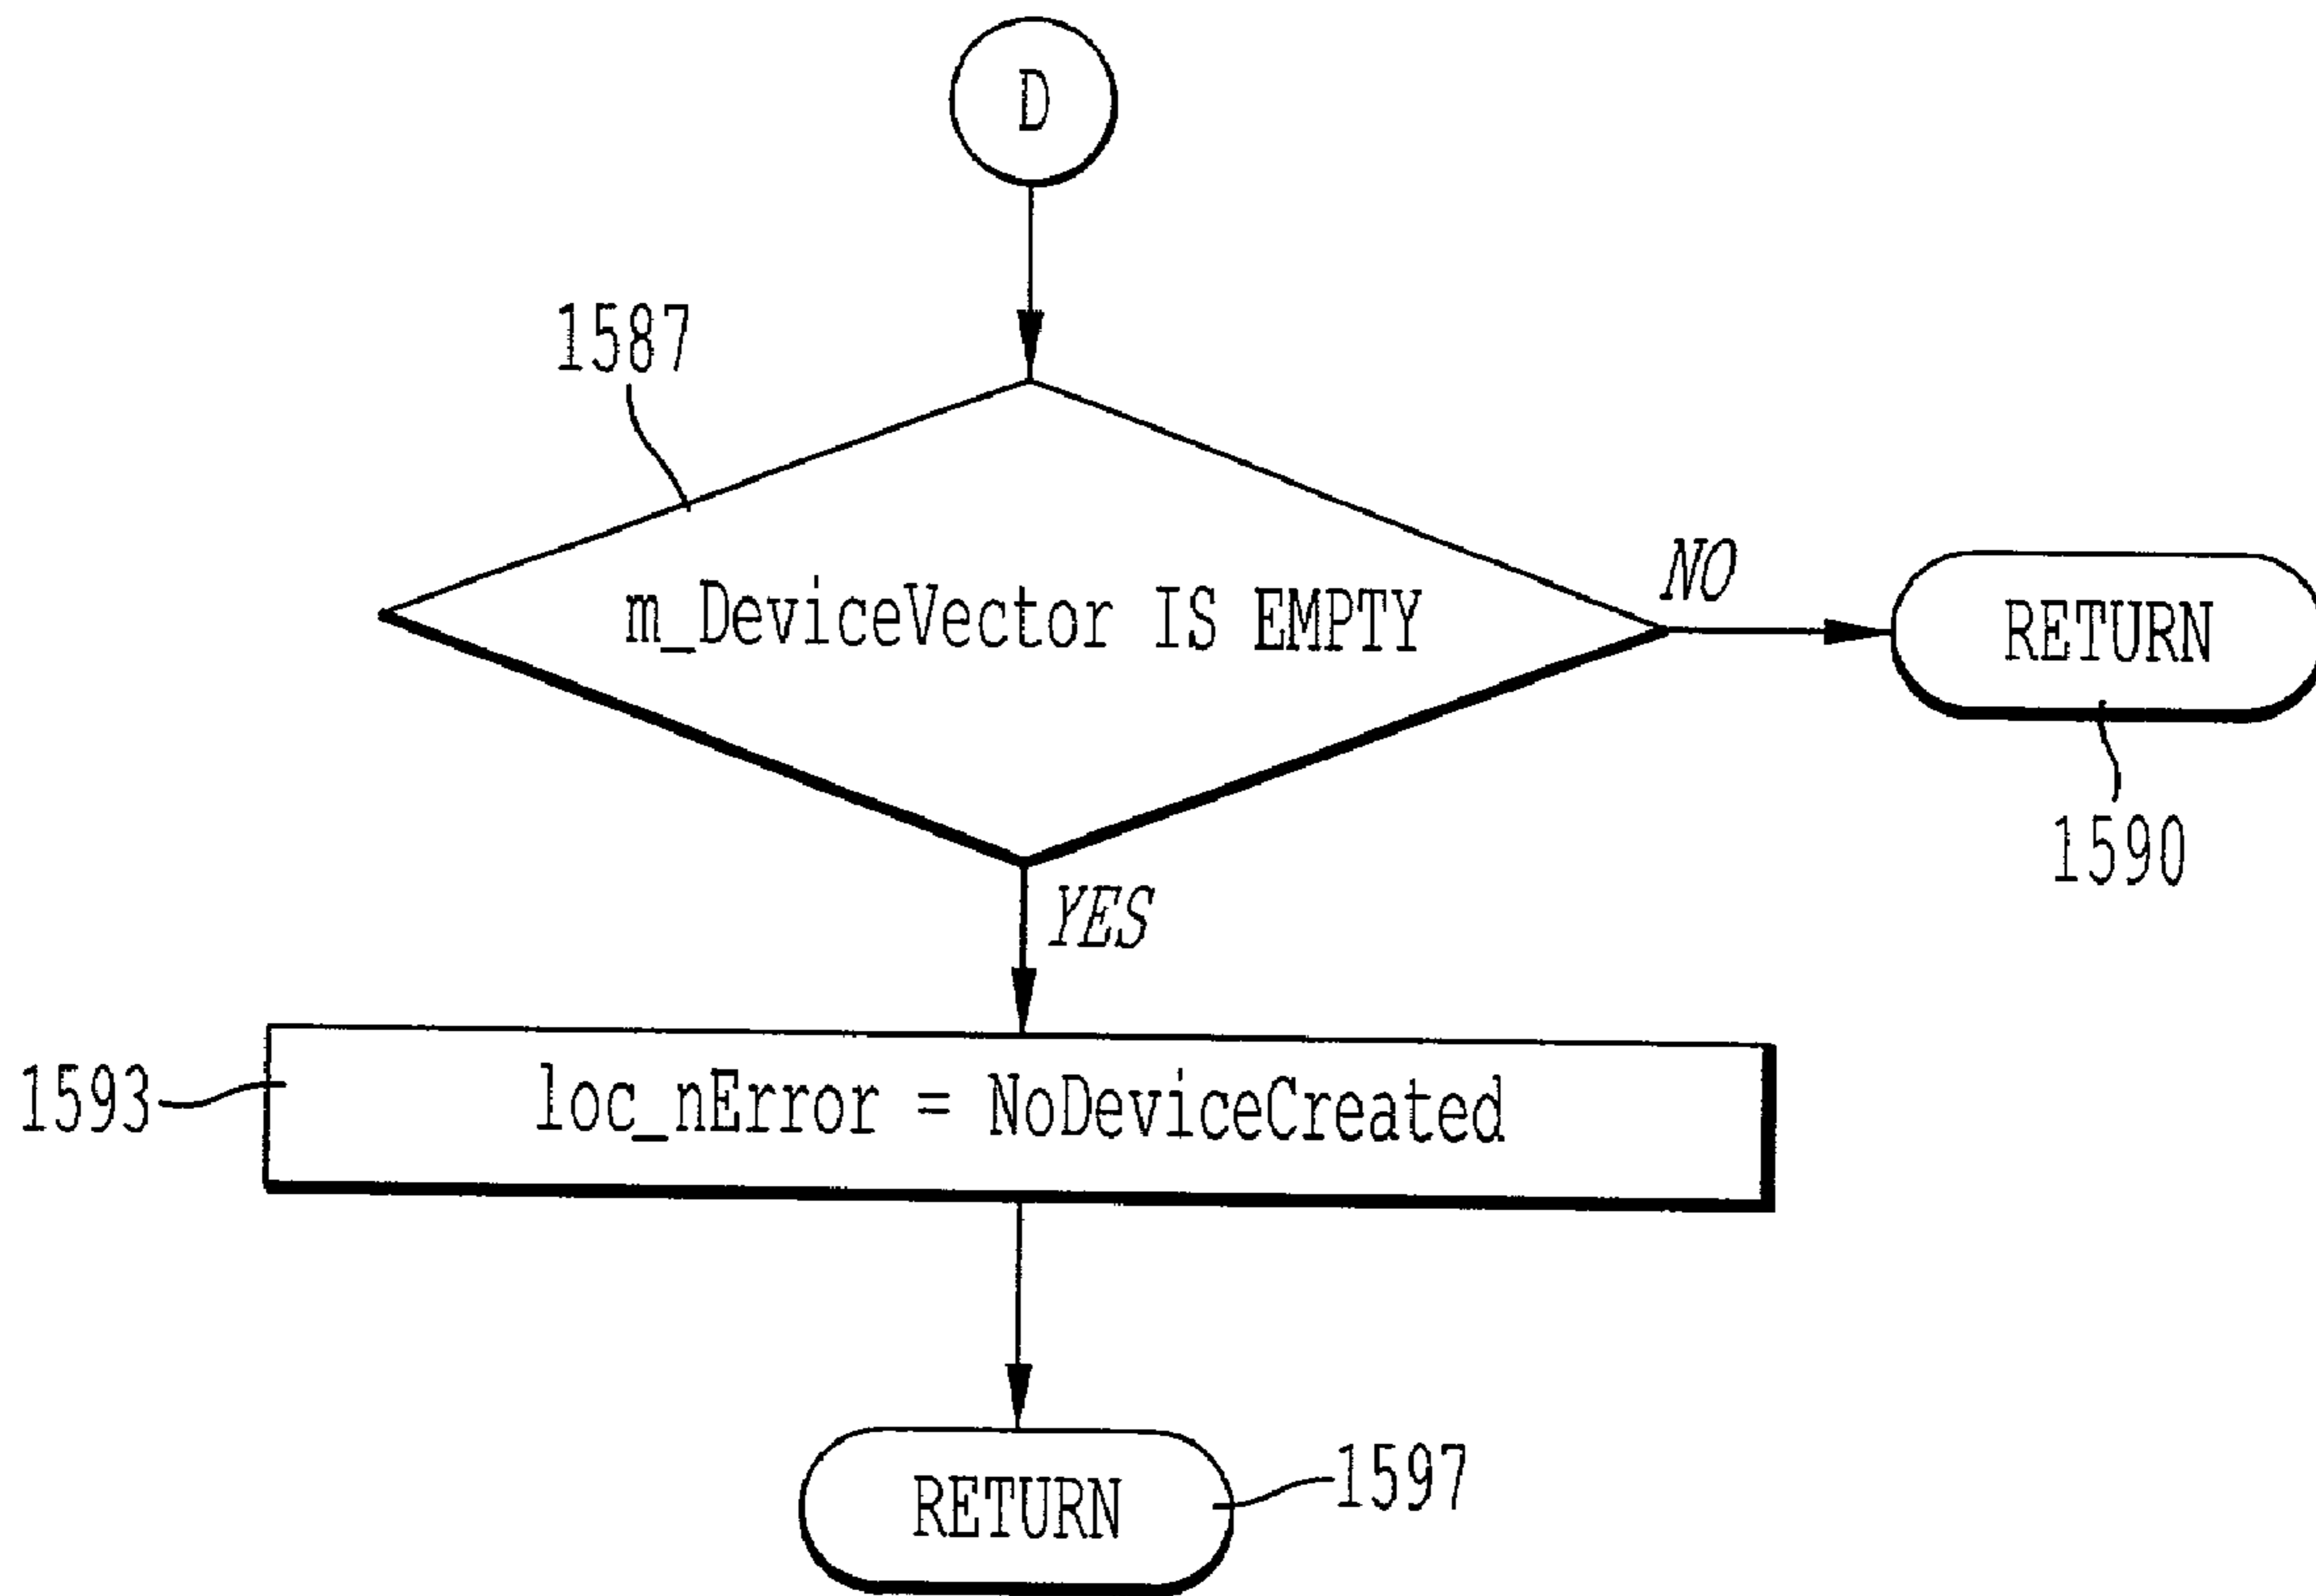 D
1587
m_DeviceVector IS EMPTY
NO
RETURN
1590
YES
1593
loc_nError = NoDeviceCreated
RETURN
1597